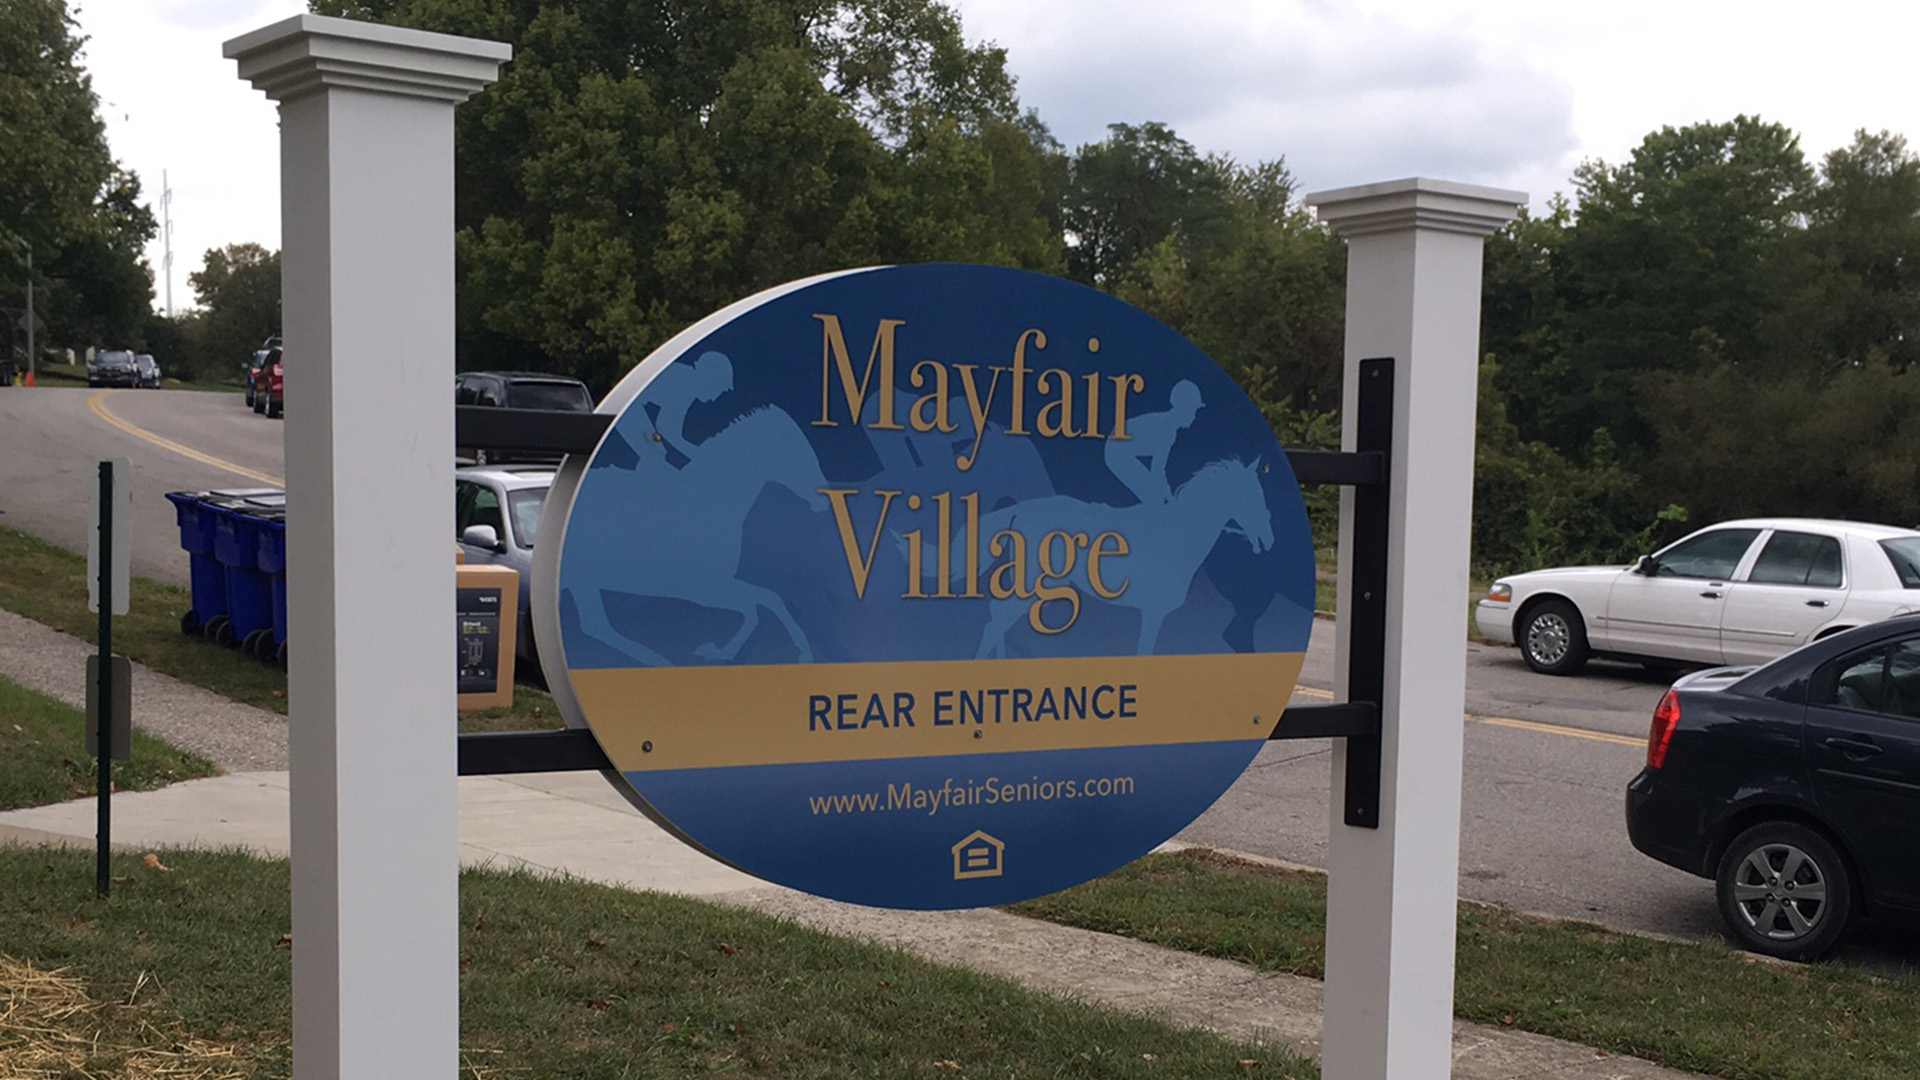 Mayfair
Village
REAR ENTRANCE
www.MayfairSeniors.com